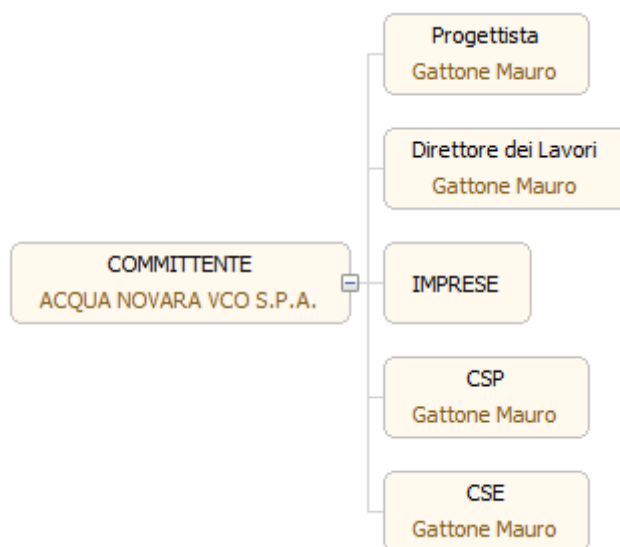 Progettista
Gattone Mauro
Direttore dei Lavori
Gattone Mauro
COMMITTENTE
ACQUA NOVARA VCO S.P.A.
IMPRESE
CSP
Gattone Mauro
CSE
Gattone Mauro